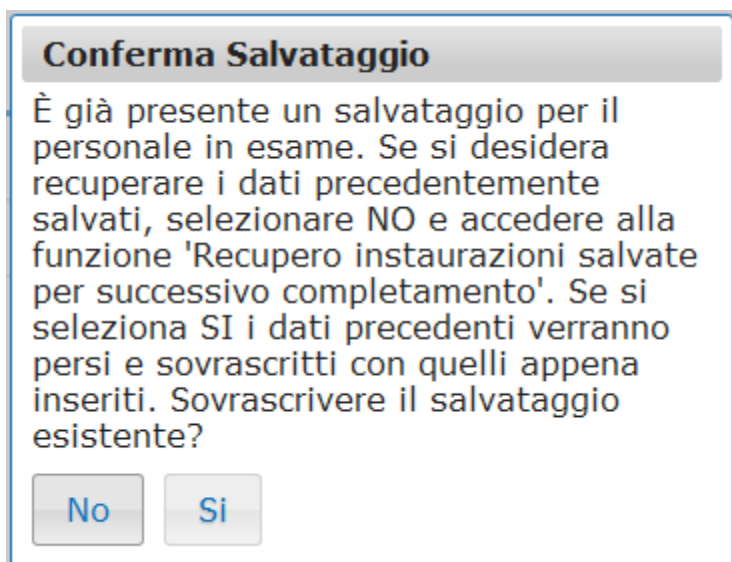 Conferma Salvataggio
È già presente un salvataggio per il
personale in esame. Se si desidera
recuperare i dati precedentemente
salvati, selezionare NO e accedere alla
funzione 'Recupero instaurazioni salvate
per successivo completamento'. Se si
seleziona SI i dati precedenti verranno
persi e sovrascritti con quelli appena
inseriti. Sovrascrivere il salvataggio
esistente?
No Si